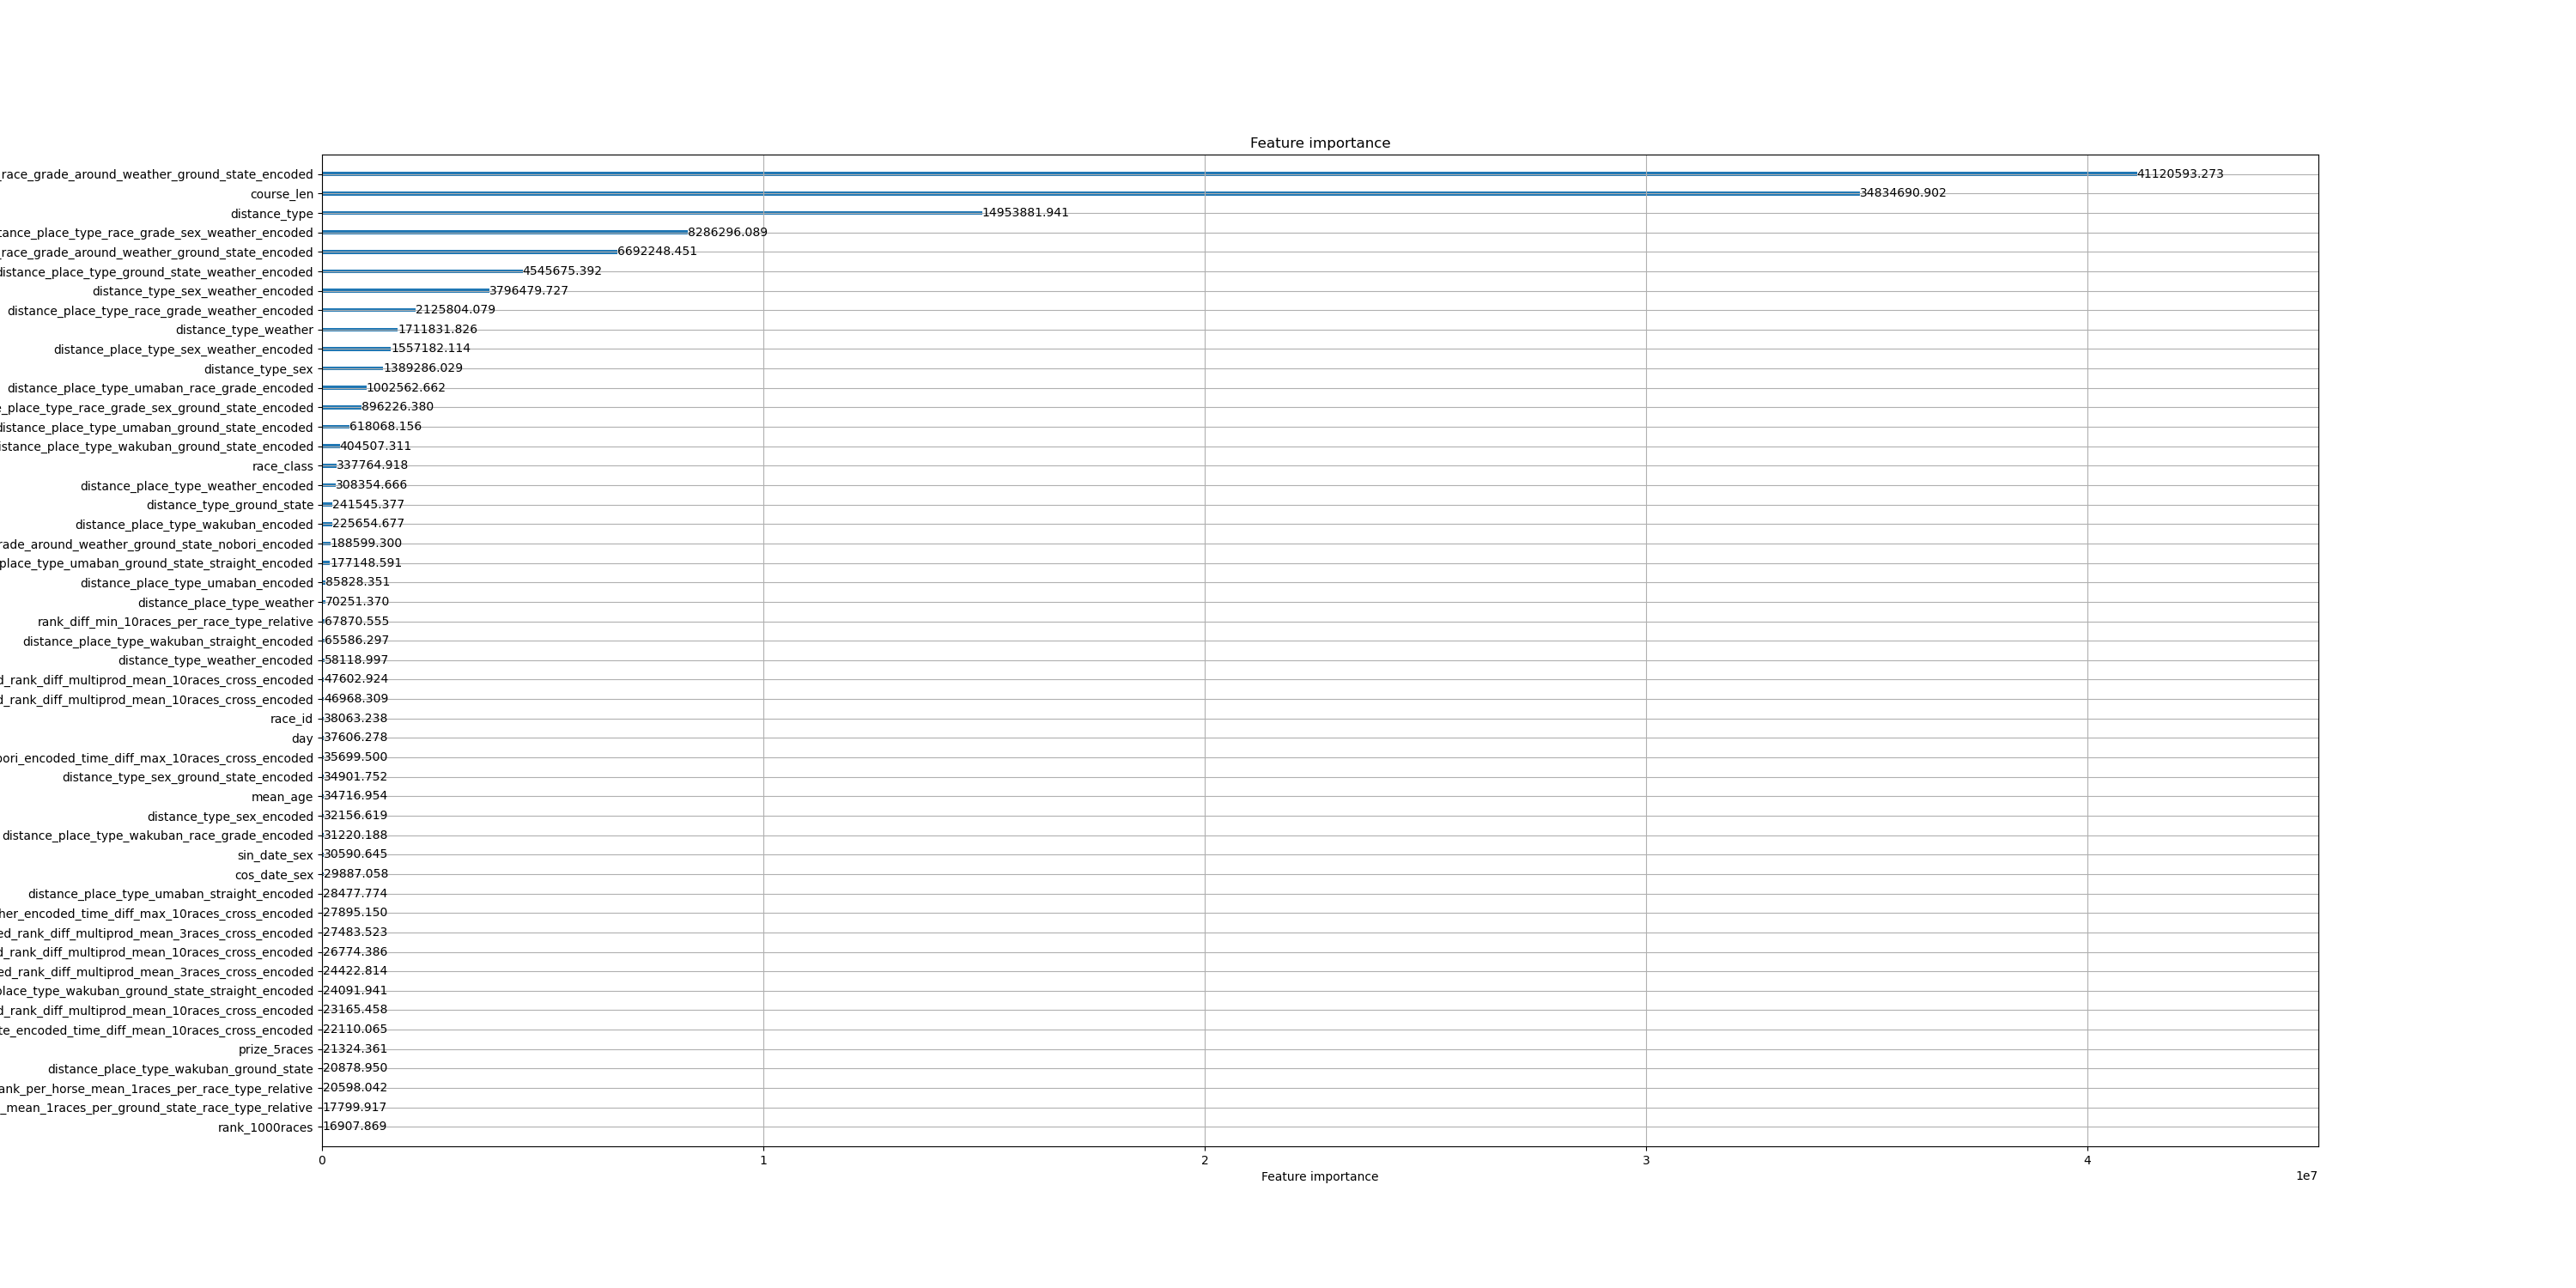 Feature importance
_race_grade_around_weather_ground_state_encoded 41120593.273
course_len 34834690.902
distance_type 14953881.941
tance_place_type_race_grade_sex_weather_encoded 8286296.089
_race_grade_around_weather_ground_state_encoded 6692248.451
distance_place_type_ground_state_weather_encoded 4545675.392
distance_type_sex_weather_encoded 3796479.727
distance_place_type_race_grade_weather_encoded 2125804.079
distance_type_weather 1711831.826
distance_place_type_sex_weather_encoded 1557182.114
distance_type_sex 1389286.029
distance_place_type_umaban_race_grade_encoded 1002562.662
e_place_type_race_grade_sex_ground_state_encoded 896226.380
distance_place_type_umaban_ground_state_encoded 618068.156
istance_place_type_wakuban_ground_state_encoded 404507.311
race_class 337764.918
distance_place_type_weather_encoded 308354.666
distance_type_ground_state 241545.377
distance_place_type_wakuban_encoded 225654.677
rade_around_weather_ground_state_nobori_encoded 188599.300
place_type_umaban_ground_state_straight_encoded 177148.591
distance_place_type_umaban_encoded 85828.351
distance_place_type_weather 70251.370
rank_diff_min_10races_per_race_type_relative 67870.555
distance_place_type_wakuban_straight_encoded 65586.297
distance_type_weather_encoded 58118.997
d_rank_diff_multiprod_mean_10races_cross_encoded 47602.924
d_rank_diff_multiprod_mean_10races_cross_encoded 46968.309
race_id 38063.238
day 37606.278
bori_encoded_time_diff_max_10races_cross_encoded 35699.500
distance_type_sex_ground_state_encoded 34901.752
mean_age 34716.954
distance_type_sex_encoded 32156.619
distance_place_type_wakuban_race_grade_encoded 31220.188
sin_date_sex 30590.645
cos_date_sex 29887.058
distance_place_type_umaban_straight_encoded 28477.774
her_encoded_time_diff_max_10races_cross_encoded 27895.150
ed_rank_diff_multiprod_mean_3races_cross_encoded 27483.523
d_rank_diff_multiprod_mean_10races_cross_encoded 26774.386
ed_rank_diff_multiprod_mean_3races_cross_encoded 24422.814
place_type_wakuban_ground_state_straight_encoded 24091.941
d_rank_diff_multiprod_mean_10races_cross_encoded 23165.458
te_encoded_time_diff_mean_10races_cross_encoded 22110.065
prize_5races 21324.361
distance_place_type_wakuban_ground_state 20878.950
ank_per_horse_mean_1races_per_race_type_relative 20598.042
_mean_1races_per_ground_state_race_type_relative 17799.917
rank_1000races 16907.869
0 1 2 3 4
Feature importance
1e7